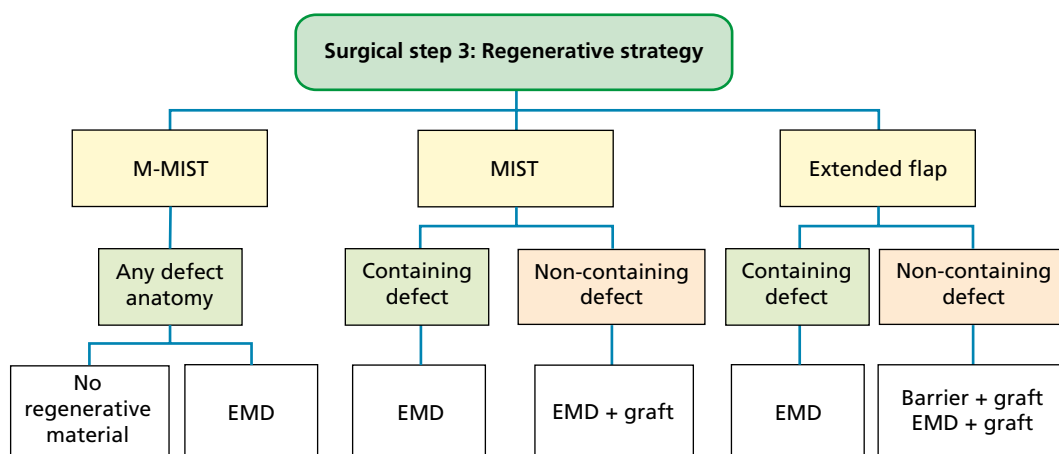 Surgical step 3: Regenerative strategy
M-MIST
MIST
Extended flap
Any defect
anatomy
Containing
defect
Non-containing
defect
Containing
defect
Non-containing
defect
No
regenerative
material
EMD
EMD
EMD + graft
EMD
Barrier + graft
EMD + graft